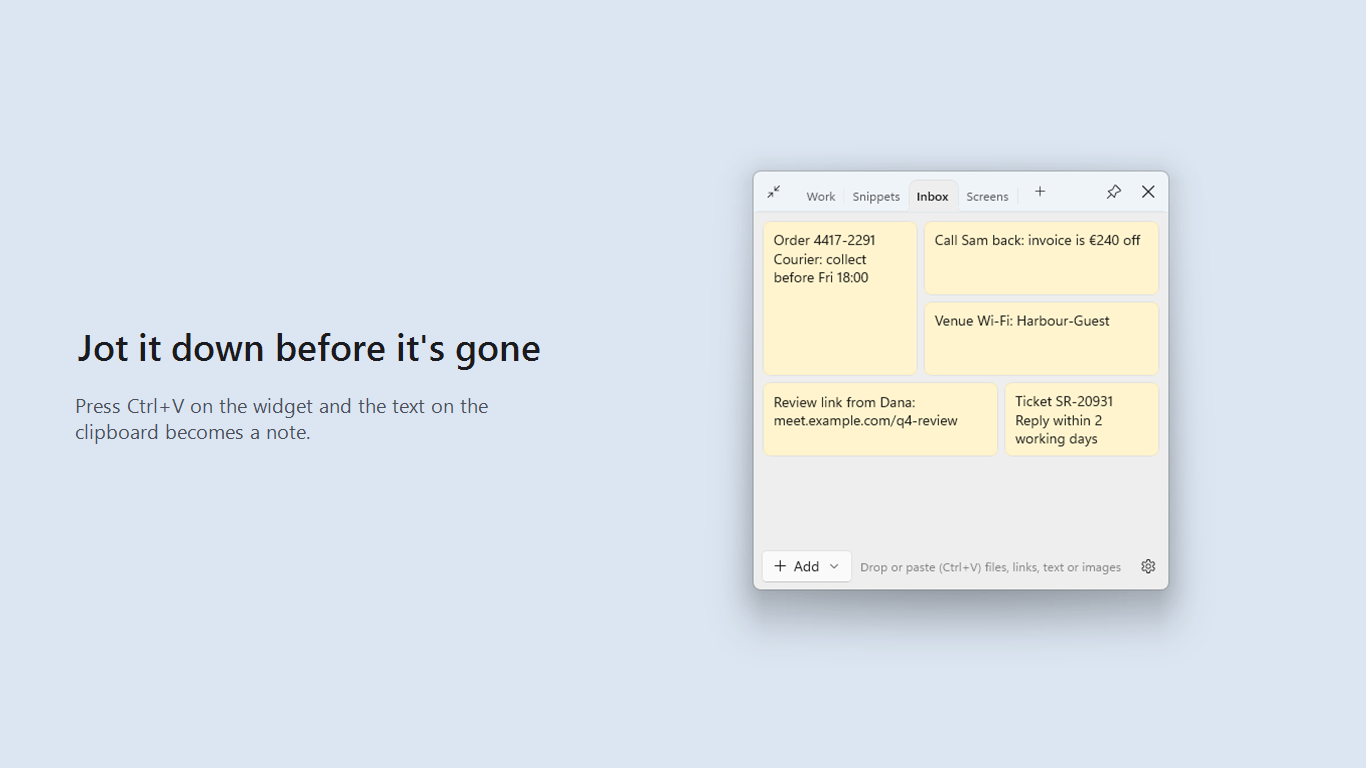 Jot it down before it's gone
Press Ctrl+V on the widget and the text on the
clipboard becomes a note.
Work
Snippets
Inbox
Screens
Order 4417-2291
Courier: collect
before Fri 18:00
Call Sam back: invoice is €240 off
Venue Wi-Fi: Harbour-Guest
Review link from Dana:
meet.example.com/q4-review
Ticket SR-20931
Reply within 2
working days
Add
Drop or paste (Ctrl+V) files, links, text or images